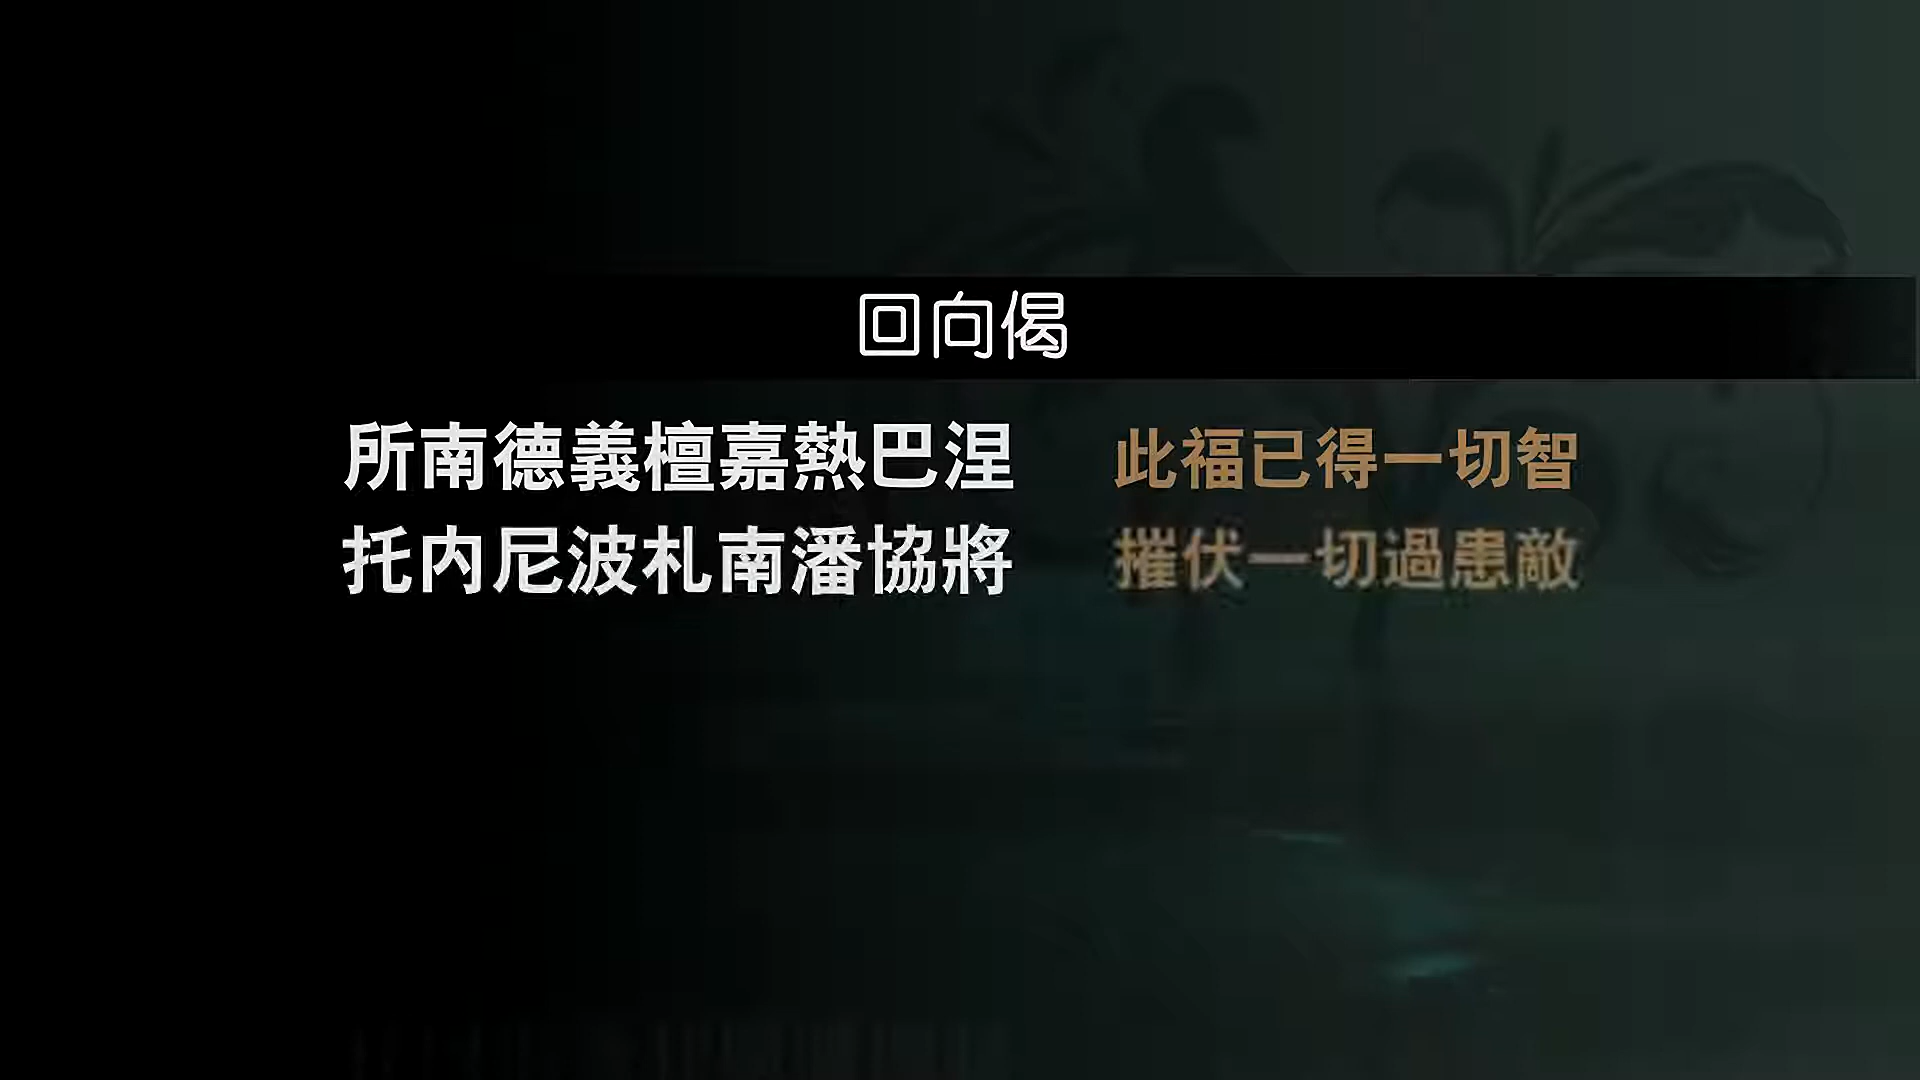 回向偈
所南德義檀嘉熱巴涅 此福已得一切智
托內尼波札南潘協將 摧伏一切過患敵